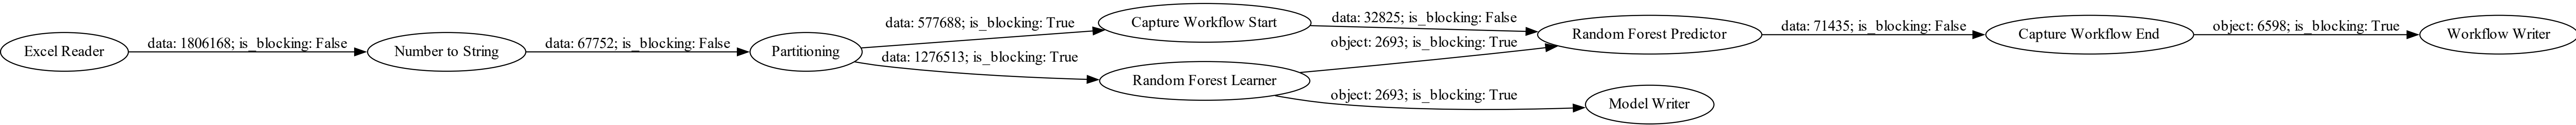 Excel Reader
data: 1806168; is_blocking: False
Number to String
data: 67752; is_blocking: False
Partitioning
data: 577688; is_blocking: True
data: 1276513; is_blocking: True
Capture Workflow Start
Random Forest Learner
data: 32825; is_blocking: False
object: 2693; is_blocking: True
object: 2693; is_blocking: True
Random Forest Predictor
Model Writer
data: 71435; is_blocking: False
Capture Workflow End
object: 6598; is_blocking: True
Workflow Writer